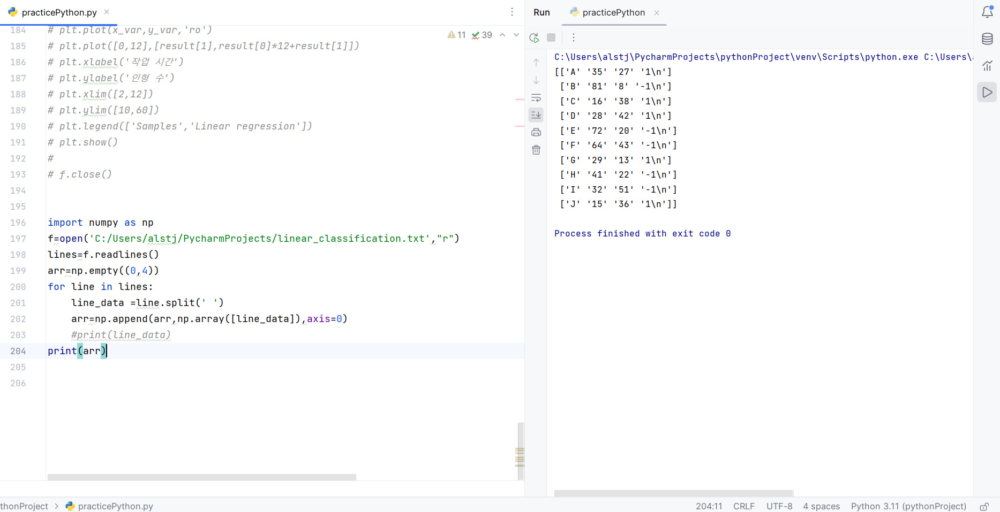 practicePython.py
11 39
184 # plt.plot(x_var,y_var,'ro')
185 # plt.plot([0,12],[result[1],result[0]*12+result[1]])
186 # plt.xlabel('작업 시간')
187 # plt.ylabel('인형 수')
188 # plt.xlim([2,12])
189 # plt.ylim([10,60])
190 # plt.legend(['Samples','Linear regression'])
191 # plt.show()
192 #
193 # f.close()
194
195
196 import numpy as np
197 f=open('C:/Users/alstj/PycharmProjects/linear_classification.txt',"r")
198 lines=f.readlines()
199 arr=np.empty((0,4))
200 for line in lines:
201     line_data =line.split(' ')
202     arr=np.append(arr,np.array([line_data]),axis=0)
203     #print(line_data)
204 print(arr)
205
206
Run practicePython
C:\Users\alstj\PycharmProjects\pythonProject\venv\Scripts\python.exe C:\Users\
[['A' '35' '27' '1\n']
 ['B' '81' '8' '-1\n']
 ['C' '16' '38' '1\n']
 ['D' '28' '42' '1\n']
 ['E' '72' '20' '-1\n']
 ['F' '64' '43' '-1\n']
 ['G' '29' '13' '1\n']
 ['H' '41' '22' '-1\n']
 ['I' '32' '51' '-1\n']
 ['J' '15' '36' '1\n']]
Process finished with exit code 0
thonProject > practicePython.py
204:11 CRLF UTF-8 4 spaces Python 3.11 (pythonProject)